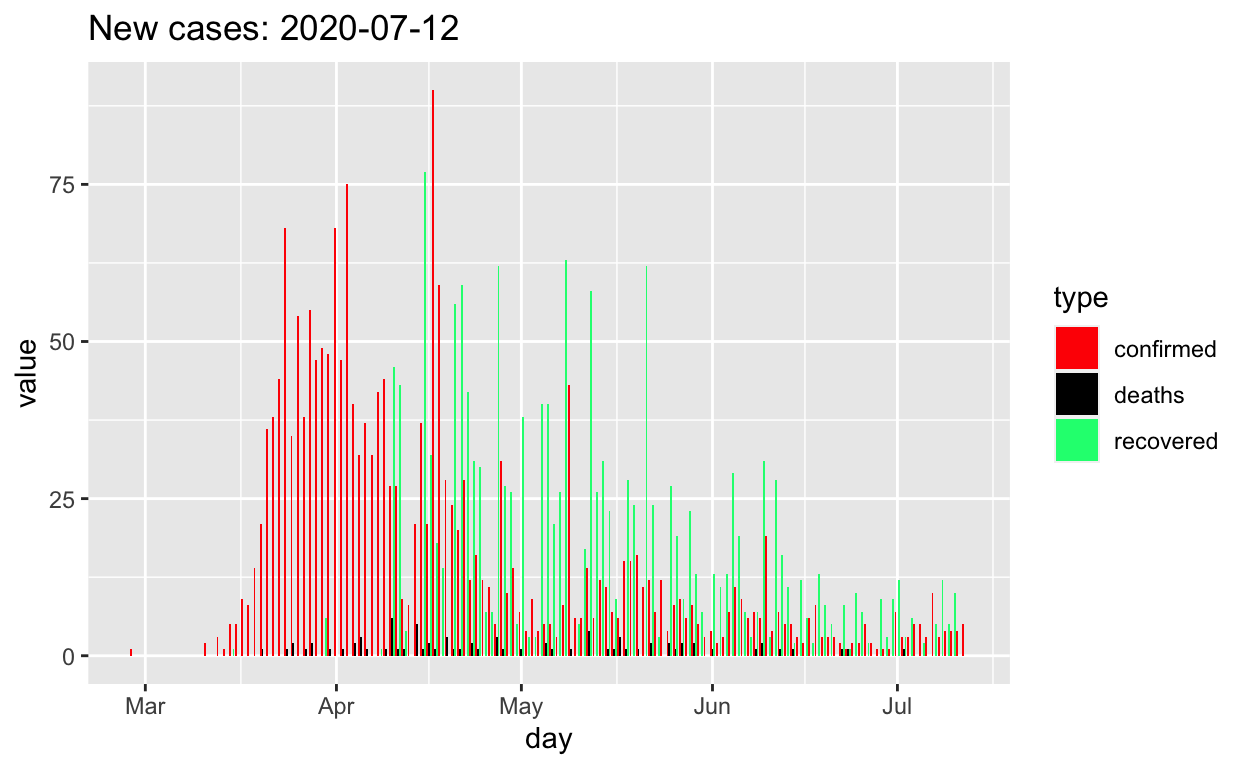 New cases: 2020-07-12
value
75
50
25
0
Mar Apr May Jun Jul
day
type
confirmed
deaths
recovered